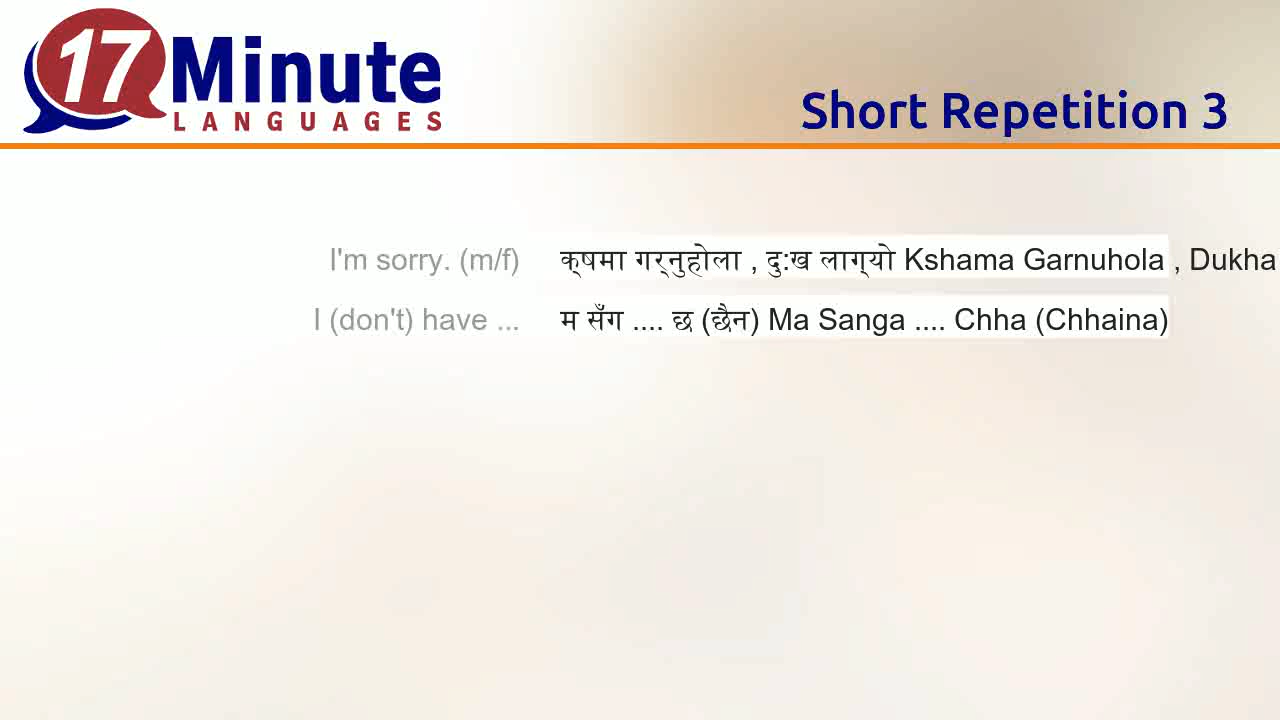 17 Minute
LANGUAGES
Short Repetition 3
I'm sorry. (m/f) क्षमा गर्नुहोला , दु:ख लाग्यो Kshama Garnuhola , Dukha
I (don't) have ... म सँग .... छ (छैन) Ma Sanga .... Chha (Chhaina)